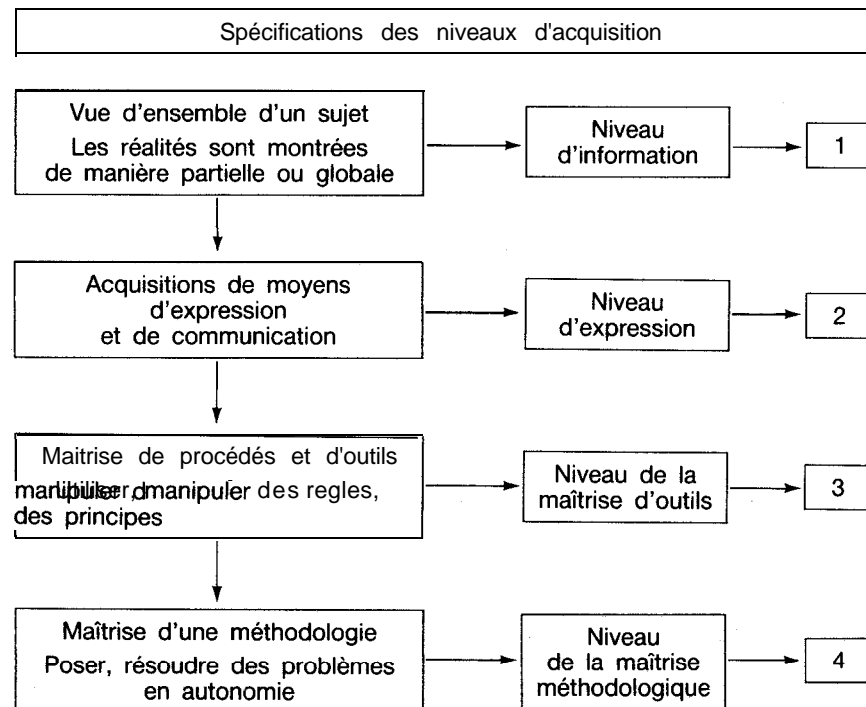 Spécifications des niveaux d'acquisition
Vue d'ensemble d'un sujet
Les réalités sont montrées
de manière partielle ou globale
Niveau
d'information
1
Acquisitions de moyens
d'expression
et de communication
Niveau
d'expression
2
Maitrise de procédés et d'outils
manipuler des regles,
des principes
Niveau de la
maîtrise d'outils
3
Maîtrise d'une méthodologie
Poser, résoudre des problèmes
en autonomie
Niveau
de la maîtrise
méthodologique
4